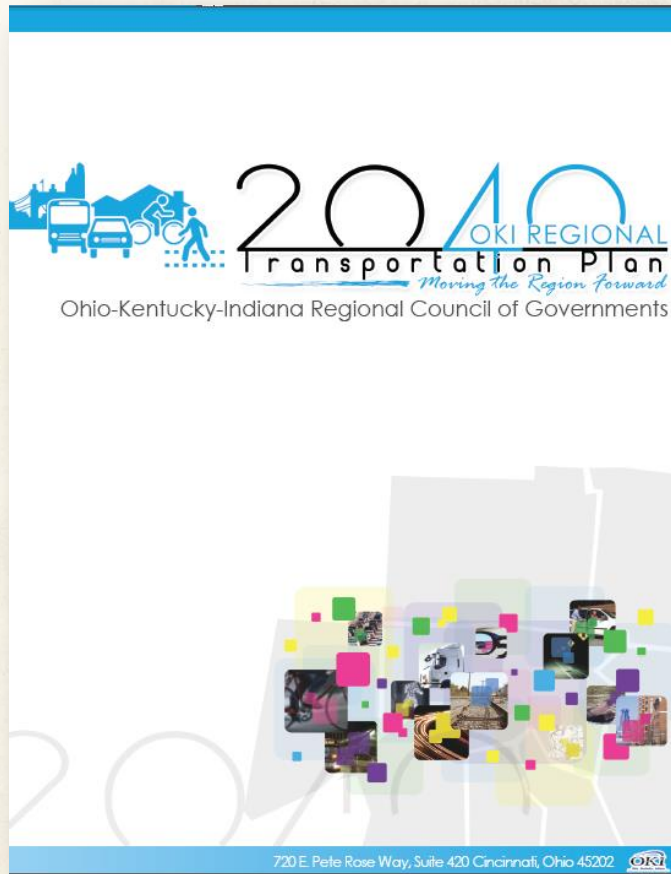 2040
OKI REGIONAL
Transportation Plan
Moving the Region Forward
Ohio-Kentucky-Indiana Regional Council of Governments
2040
720 E. Pete Rose Way, Suite 420 Cincinnati, Ohio 45202 OKI